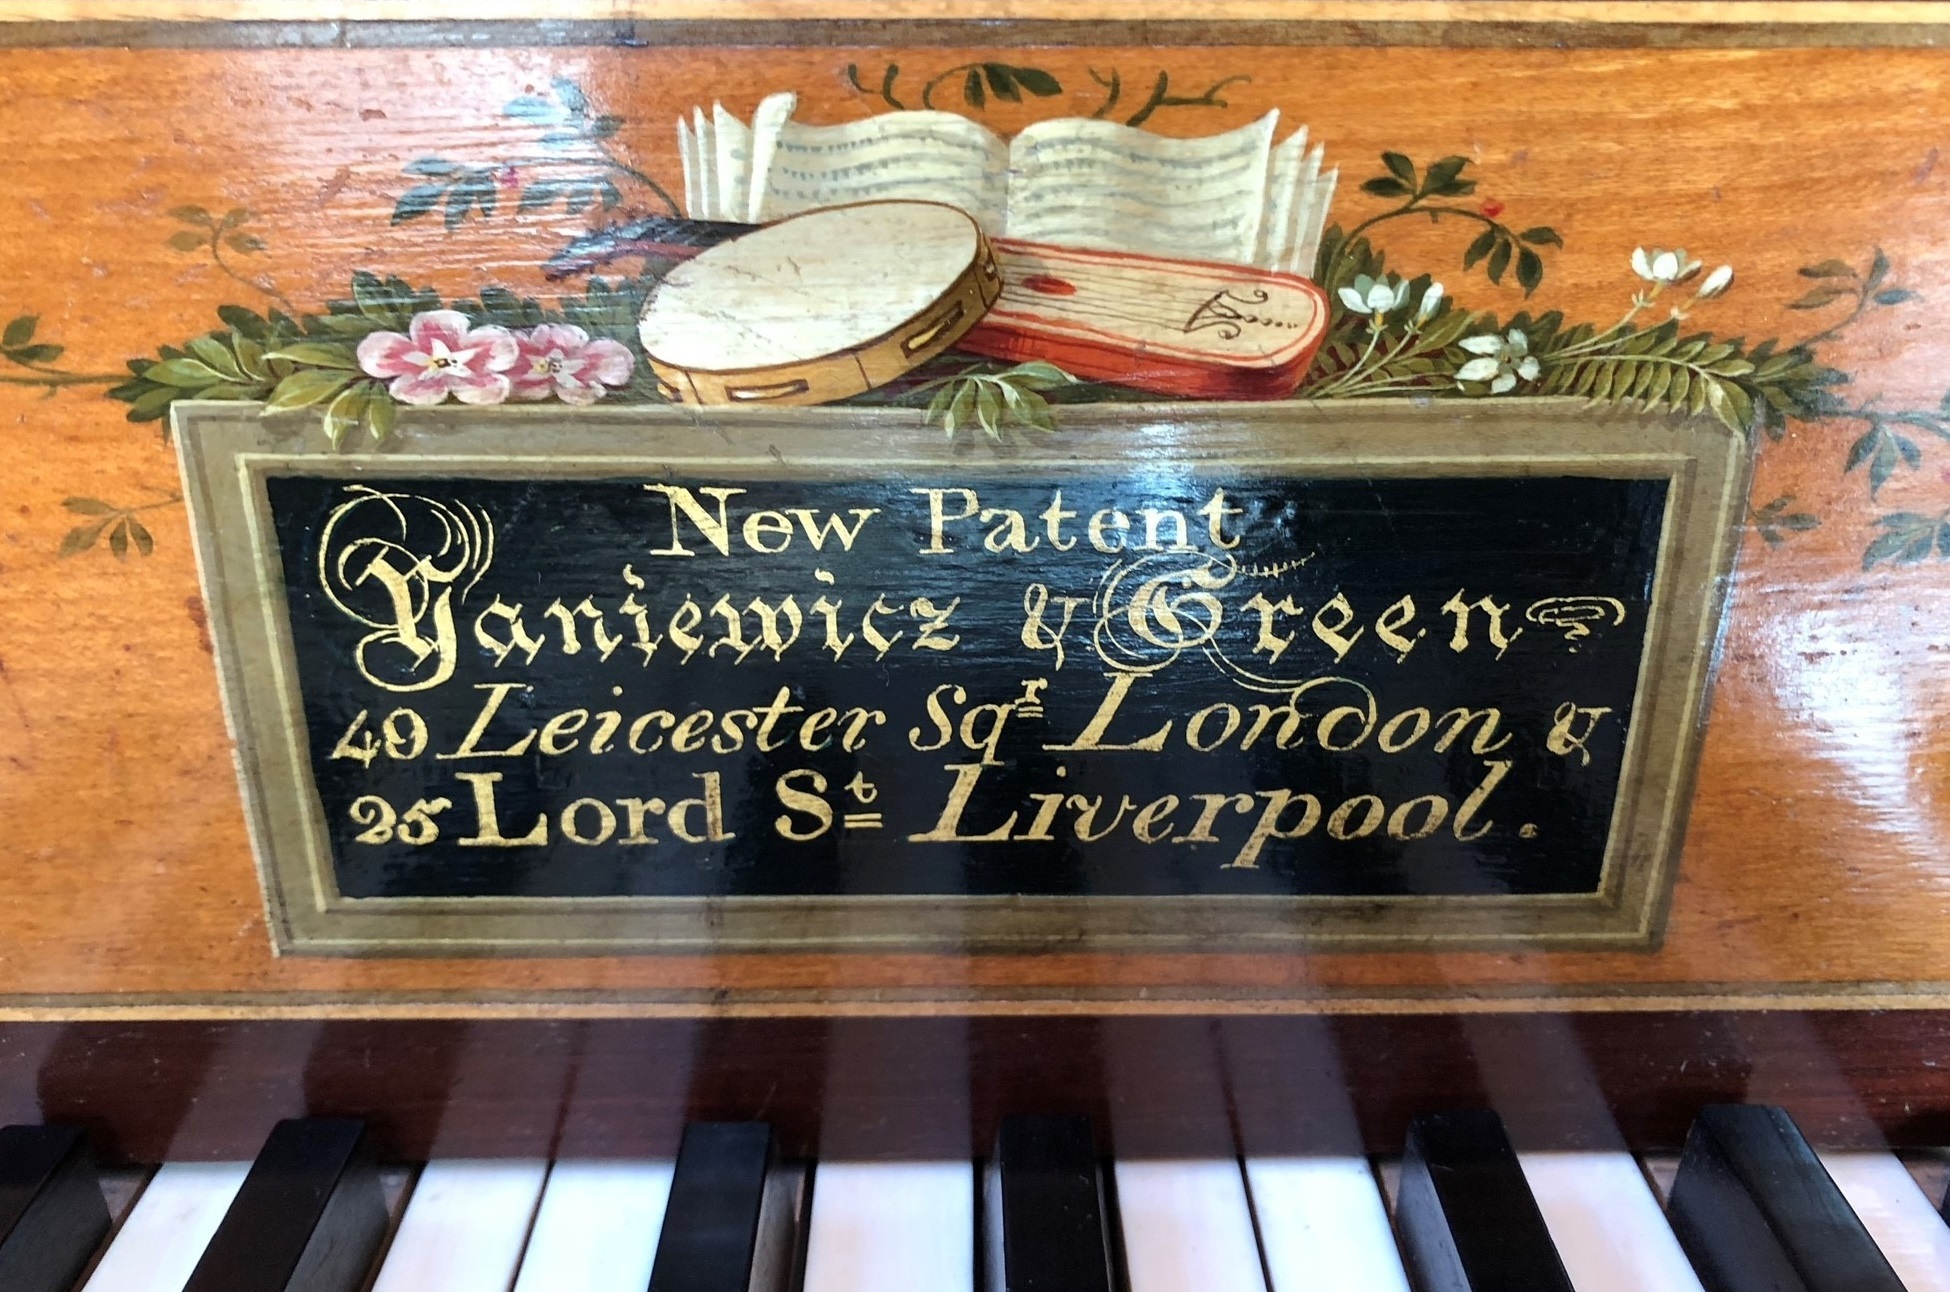 New Patent
Yaniewicz & Green
49 Leicester Sqr London &
25 Lord St Liverpool.